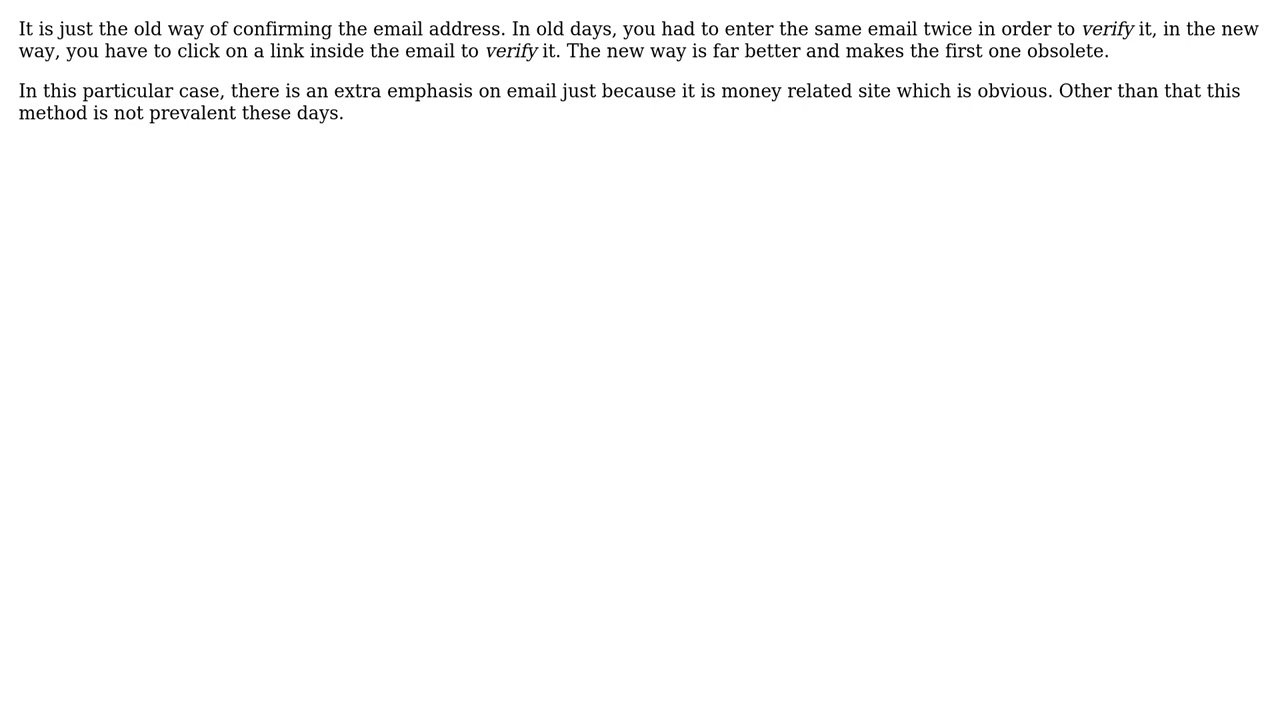 It is just the old way of confirming the email address. In old days, you had to enter the same email twice in order to verify it, in the new
way, you have to click on a link inside the email to verify it. The new way is far better and makes the first one obsolete.
In this particular case, there is an extra emphasis on email just because it is money related site which is obvious. Other than that this
method is not prevalent these days.